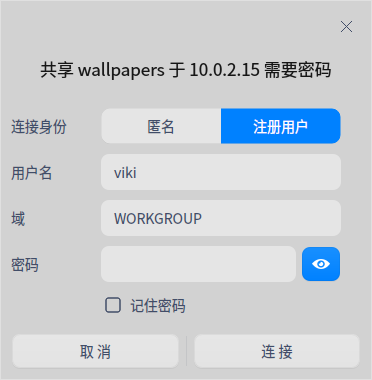 共享 wallpapers 于 10.0.2.15 需要密码
连接身份 匿名 注册用户
用户名 viki
域 WORKGROUP
密码
记住密码
取 消 连 接